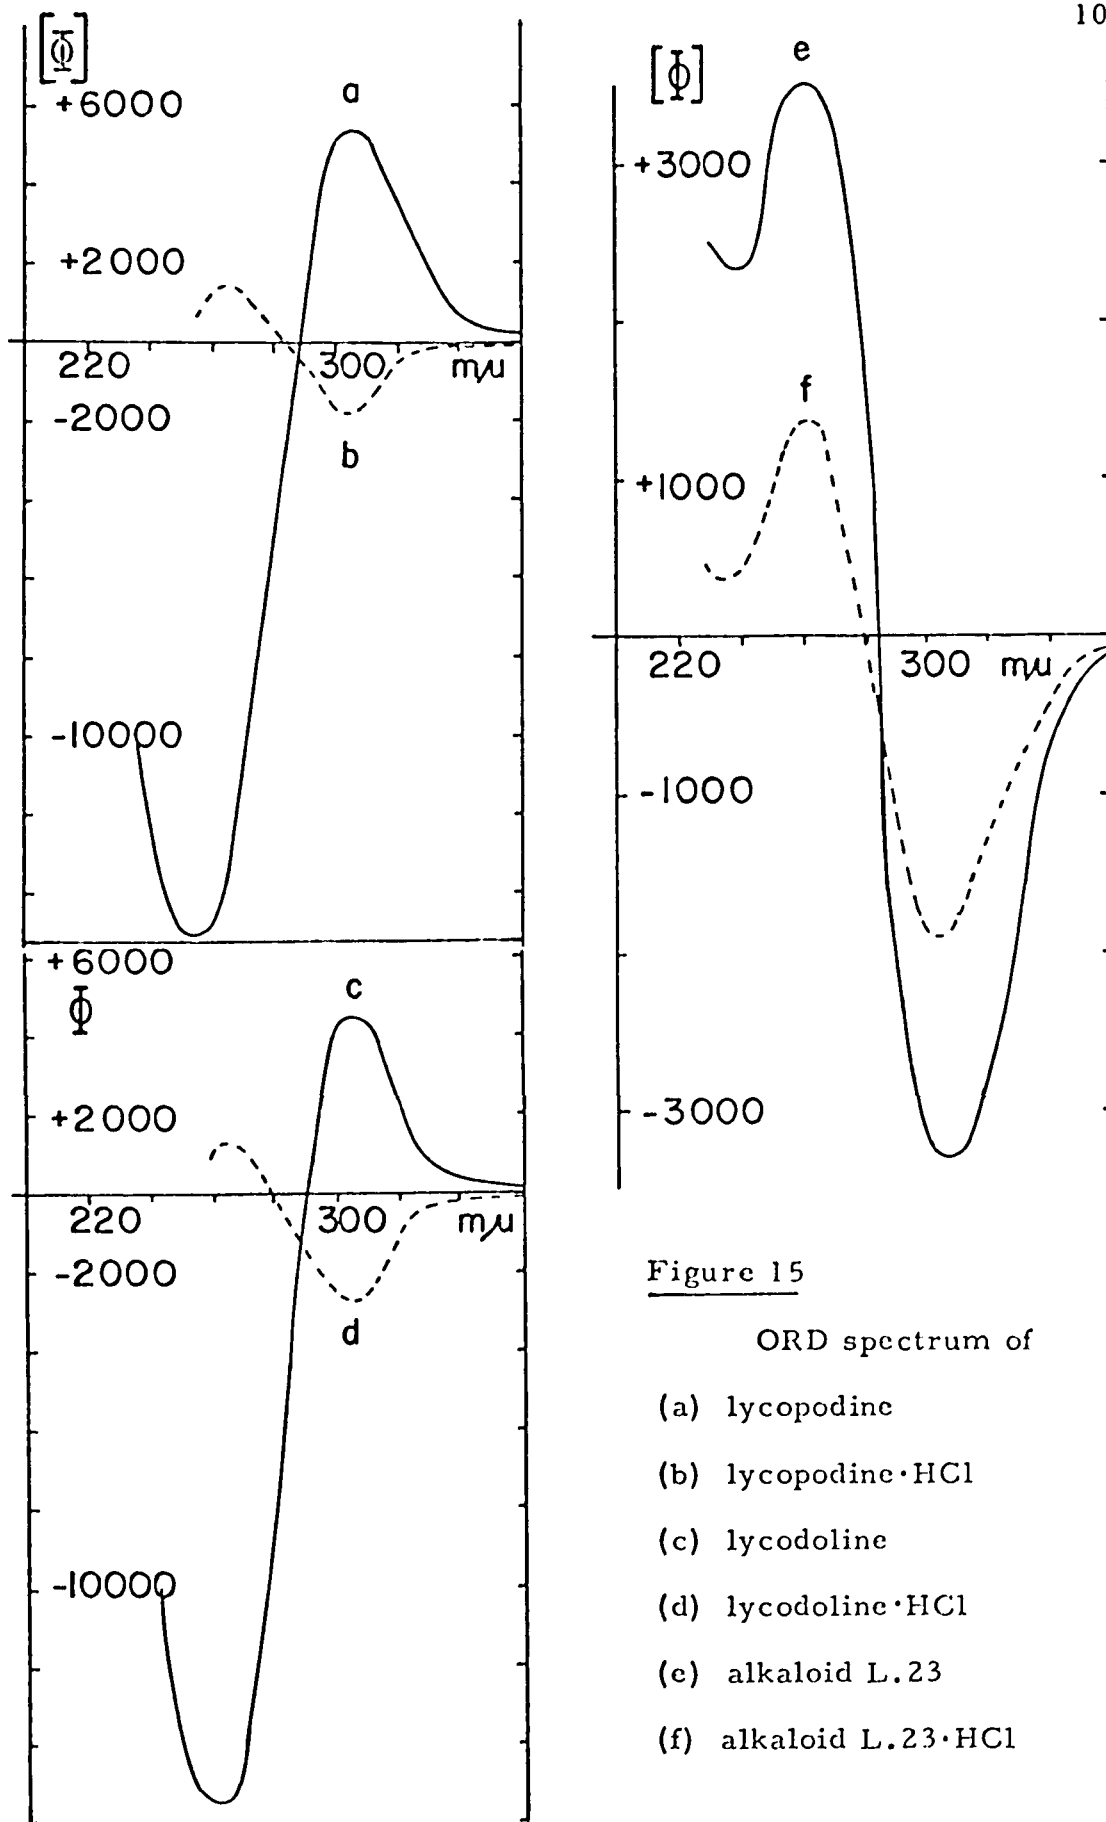 10
[Φ]
a
+6000
+2000
220
300
mμ
-2000
b
-10000
+6000
Φ
c
+2000
220
300
mμ
-2000
d
-10000
[Φ]
e
+3000
f
+1000
220
300
mμ
-1000
-3000
Figure 15
ORD spectrum of
(a) lycopodine
(b) lycopodine·HCl
(c) lycodoline
(d) lycodoline·HCl
(e) alkaloid L.23
(f) alkaloid L.23·HCl